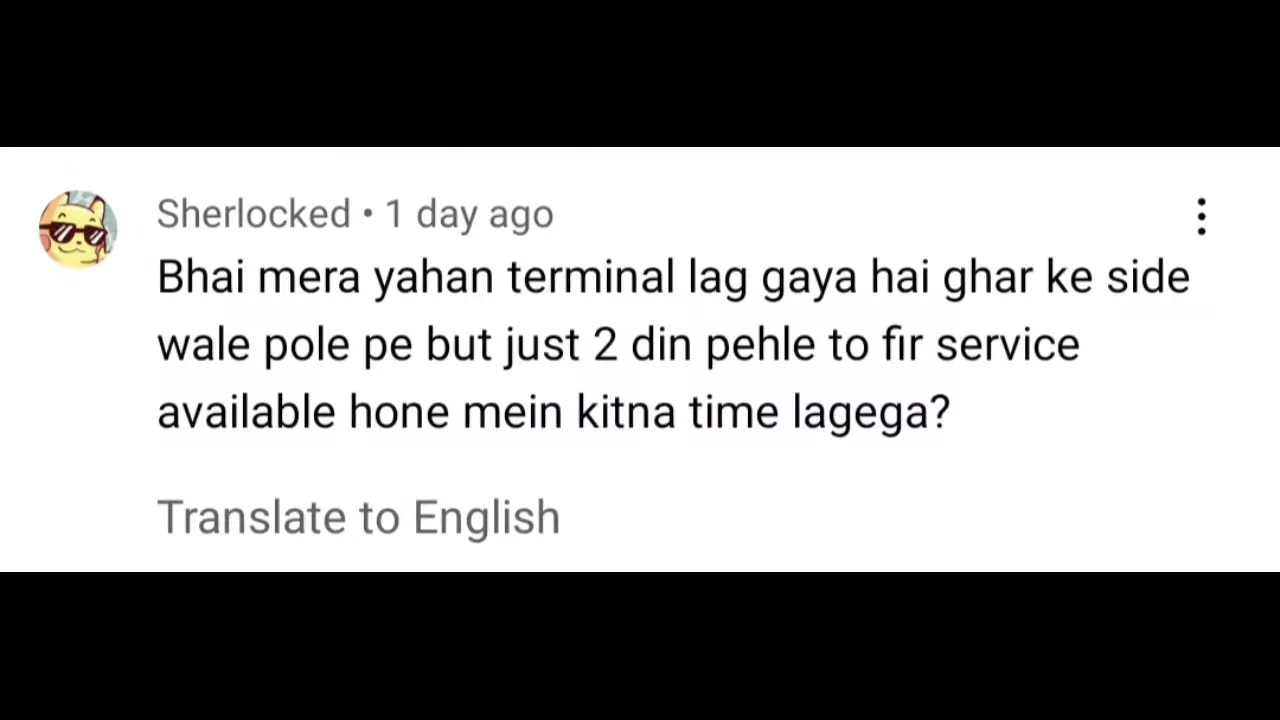 Sherlocked • 1 day ago
Bhai mera yahan terminal lag gaya hai ghar ke side
wale pole pe but just 2 din pehle to fir service
available hone mein kitna time lagega?
Translate to English